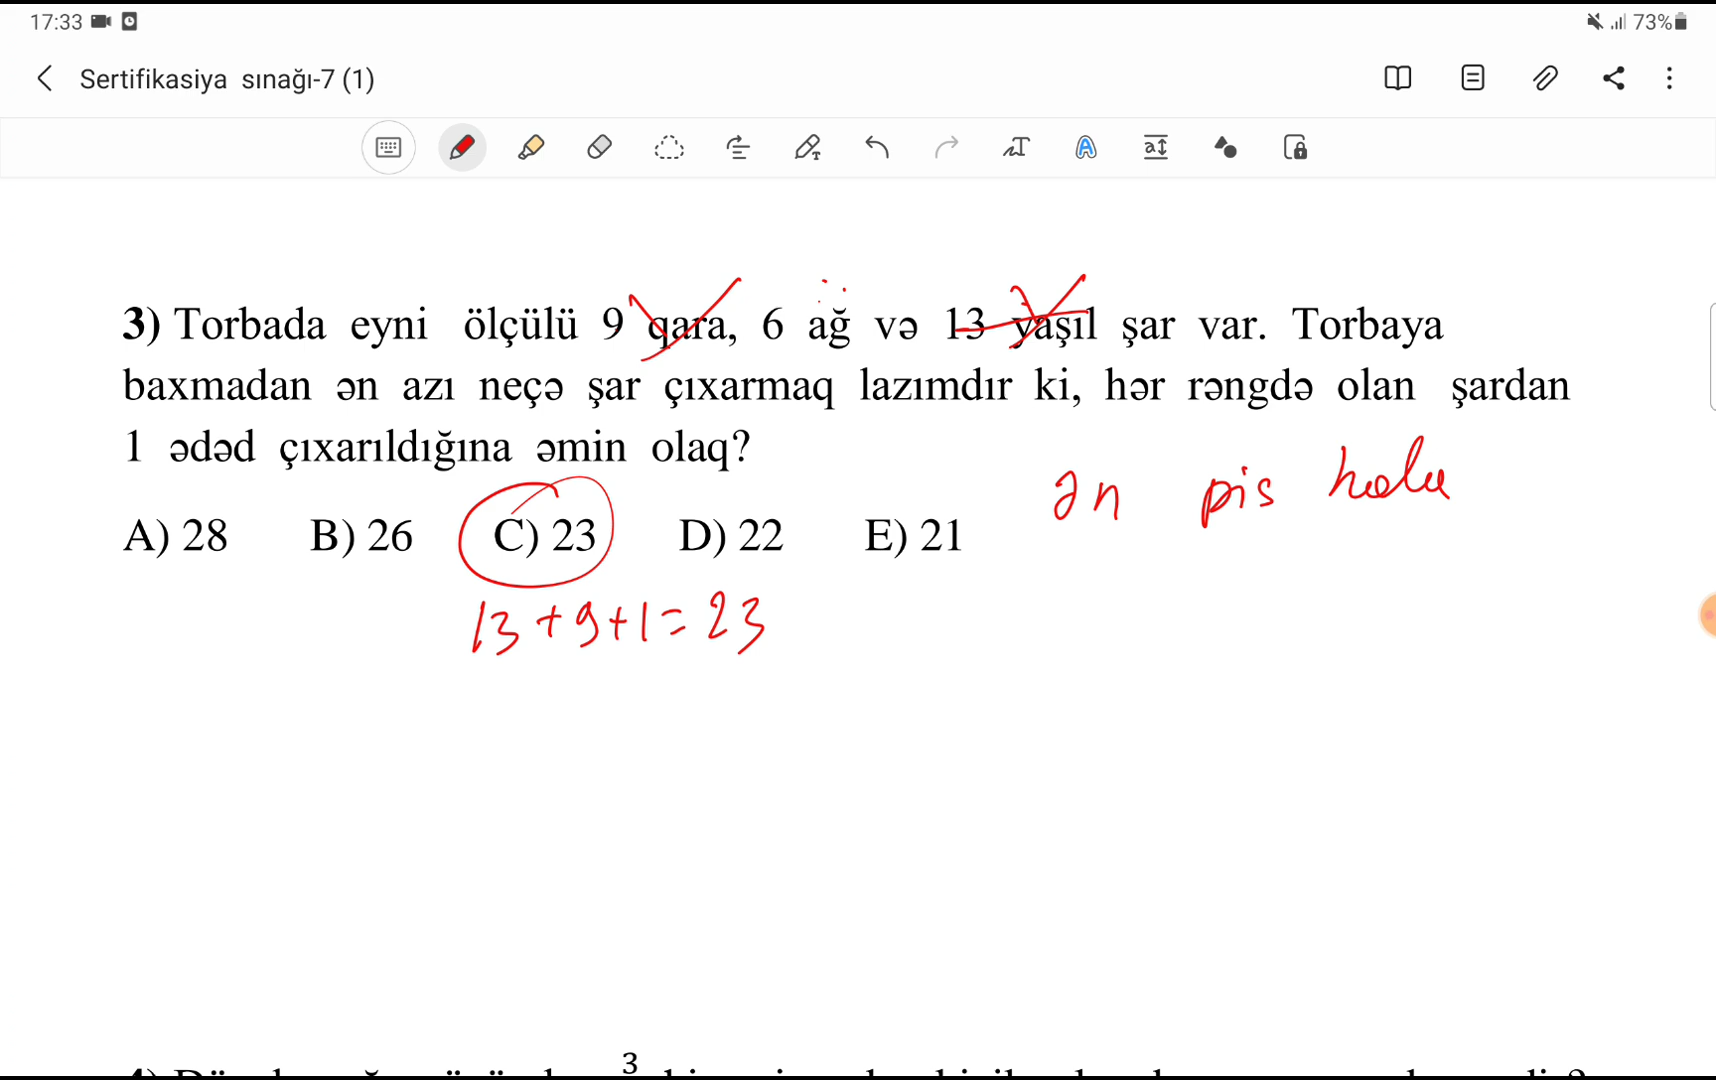 17:33 73%
Sertifikasiya sınağı-7 (1)
3) Torbada eyni ölçülü 9 qara, 6 ağ və 13 yaşıl şar var. Torbaya
baxmadan ən azı neçə şar çıxarmaq lazımdır ki, hər rəngdə olan şardan
1 ədəd çıxarıldığına əmin olaq?
ən pis halı
A) 28 B) 26 C) 23 D) 22 E) 21
13+9+1=23
3